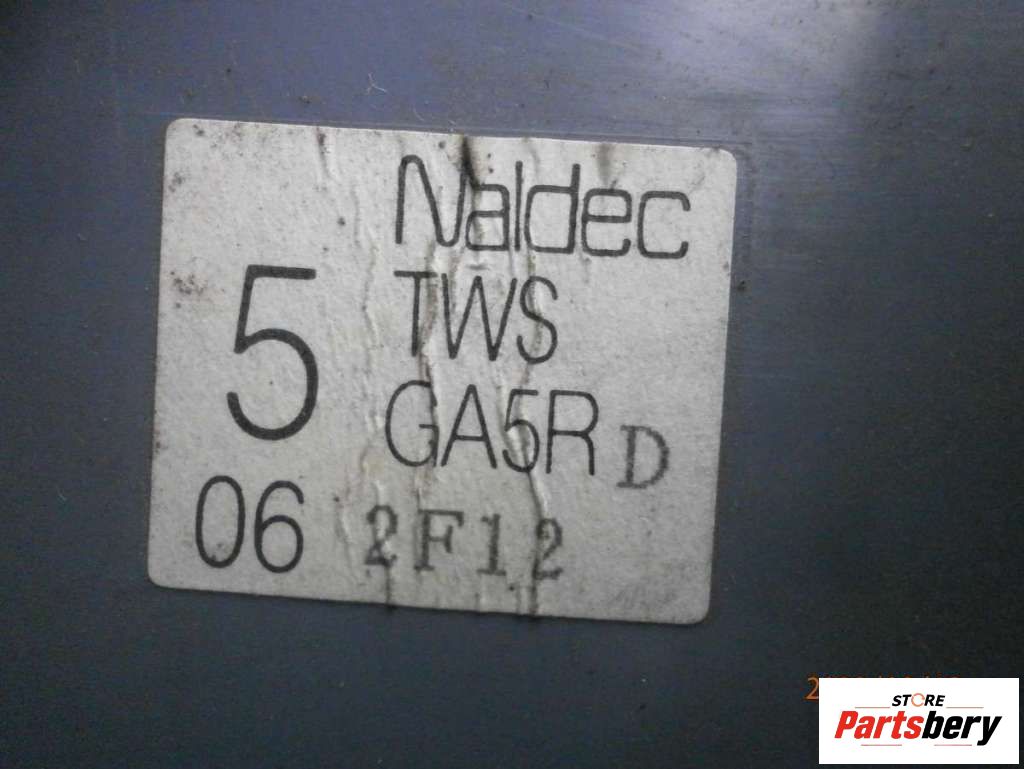 Naldec
5 TWS
GA5R D
06 2F12
STORE
Partsbery